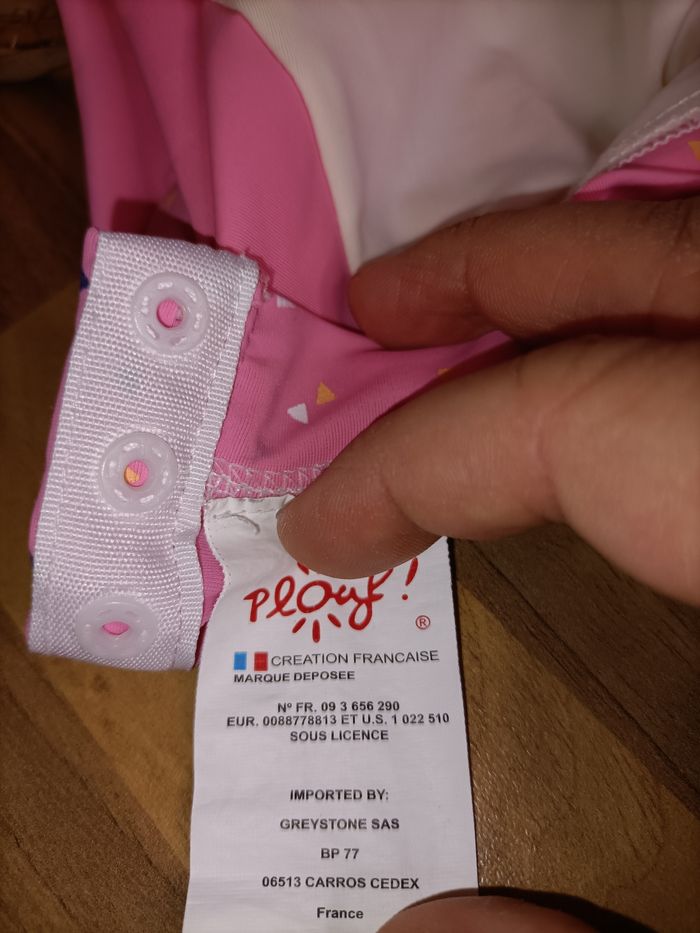 Plouf!
®
CREATION FRANCAISE
MARQUE DEPOSEE
Nº FR. 09 3 656 290
EUR. 0088778813 ET U.S. 1 022 510
SOUS LICENCE
IMPORTED BY:
GREYSTONE SAS
BP 77
06513 CARROS CEDEX
France